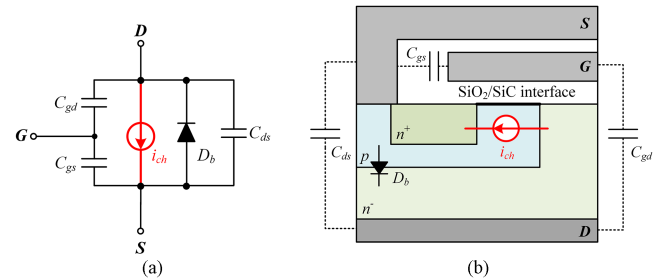 D
S
C_gs
G
C_gd
SiO₂/SiC interface
G
i_ch
D_b
C_ds
n⁺
i_ch
C_gs
C_ds
p
D_b
C_gd
n⁻
S
D
(a)
(b)